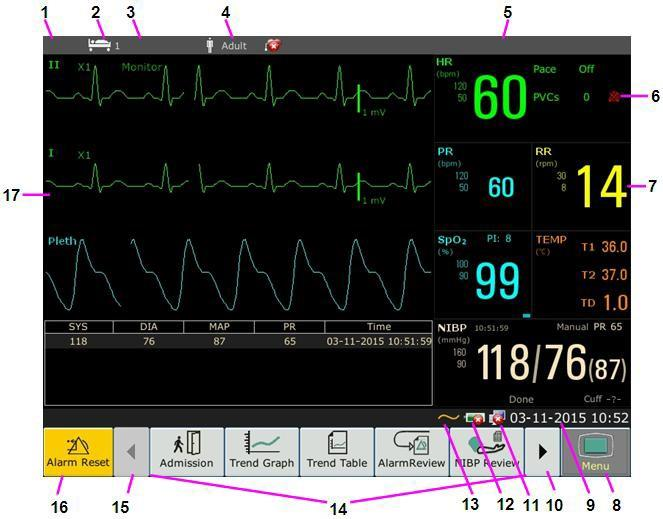 1 2 3 4 5
1 Adult
II X1 Monitor
1 mV
HR
(bpm)
120
50
60
Pace Off
PVCs 0
6
I X1
1 mV
17
PR
(bpm)
120
50
60
RR
(rpm)
30
8
14
7
Pleth
SpO₂ PI: 8
(%)
100
90
99
TEMP
(°C)
T1 36.0
T2 37.0
TD 1.0
SYS DIA MAP PR Time
118 76 87 65 03-11-2015 10:51:59
NIBP 10:51:59 Manual PR 65
(mmHg)
160
90
118/76(87)
Done Cuff -?-
03-11-2015 10:52
Alarm Reset
Admission
Trend Graph
Trend Table
AlarmReview
NIBP Review
Menu
16 15 14 13 12 11 10 9 8